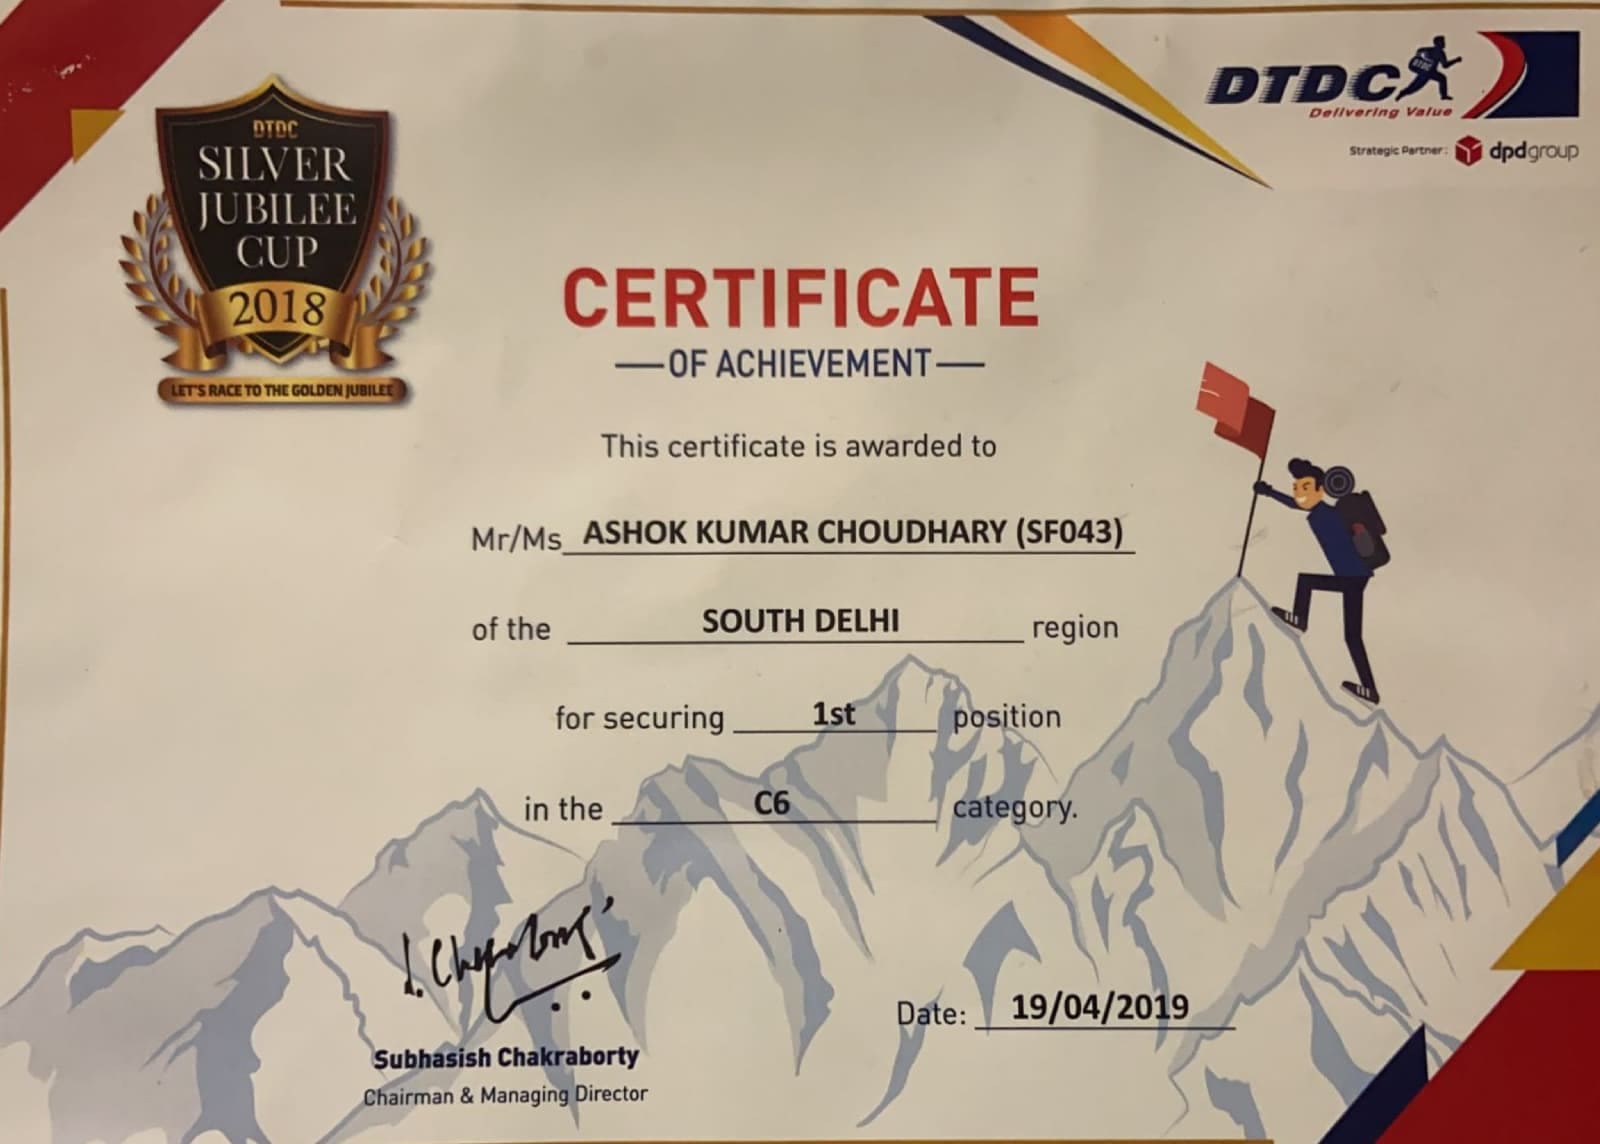 DTDC
SILVER
JUBILEE
CUP
2018
LET'S RACE TO THE GOLDEN JUBILEE
DTDC
Delivering Value
Strategic Partner: dpdgroup
CERTIFICATE
OF ACHIEVEMENT
This certificate is awarded to
Mr/Ms ASHOK KUMAR CHOUDHARY (SF043)
of the SOUTH DELHI region
for securing 1st position
in the C6 category.
S. Chakraborty
Subhasish Chakraborty
Chairman & Managing Director
Date: 19/04/2019